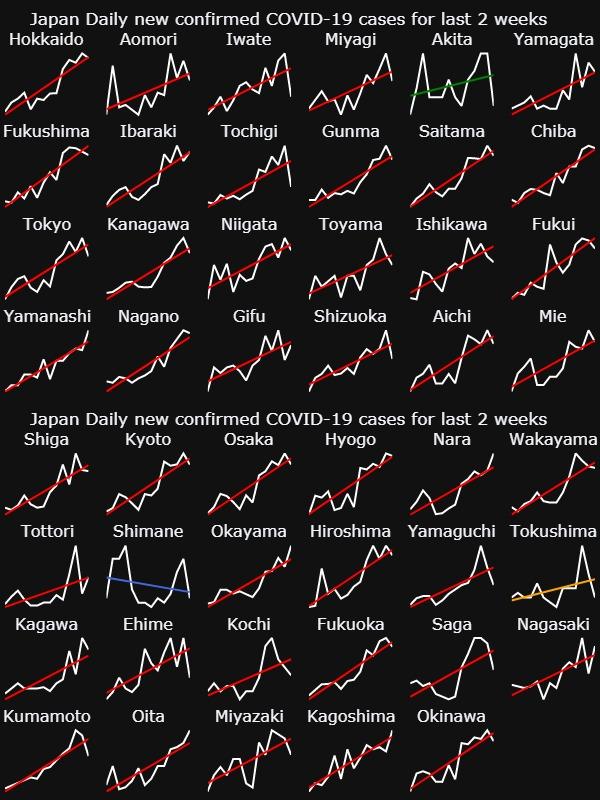 Japan Daily new confirmed COVID-19 cases for last 2 weeks
Hokkaido Aomori Iwate Miyagi Akita Yamagata
Fukushima Ibaraki Tochigi Gunma Saitama Chiba
Tokyo Kanagawa Niigata Toyama Ishikawa Fukui
Yamanashi Nagano Gifu Shizuoka Aichi Mie
Japan Daily new confirmed COVID-19 cases for last 2 weeks
Shiga Kyoto Osaka Hyogo Nara Wakayama
Tottori Shimane Okayama Hiroshima Yamaguchi Tokushima
Kagawa Ehime Kochi Fukuoka Saga Nagasaki
Kumamoto Oita Miyazaki Kagoshima Okinawa